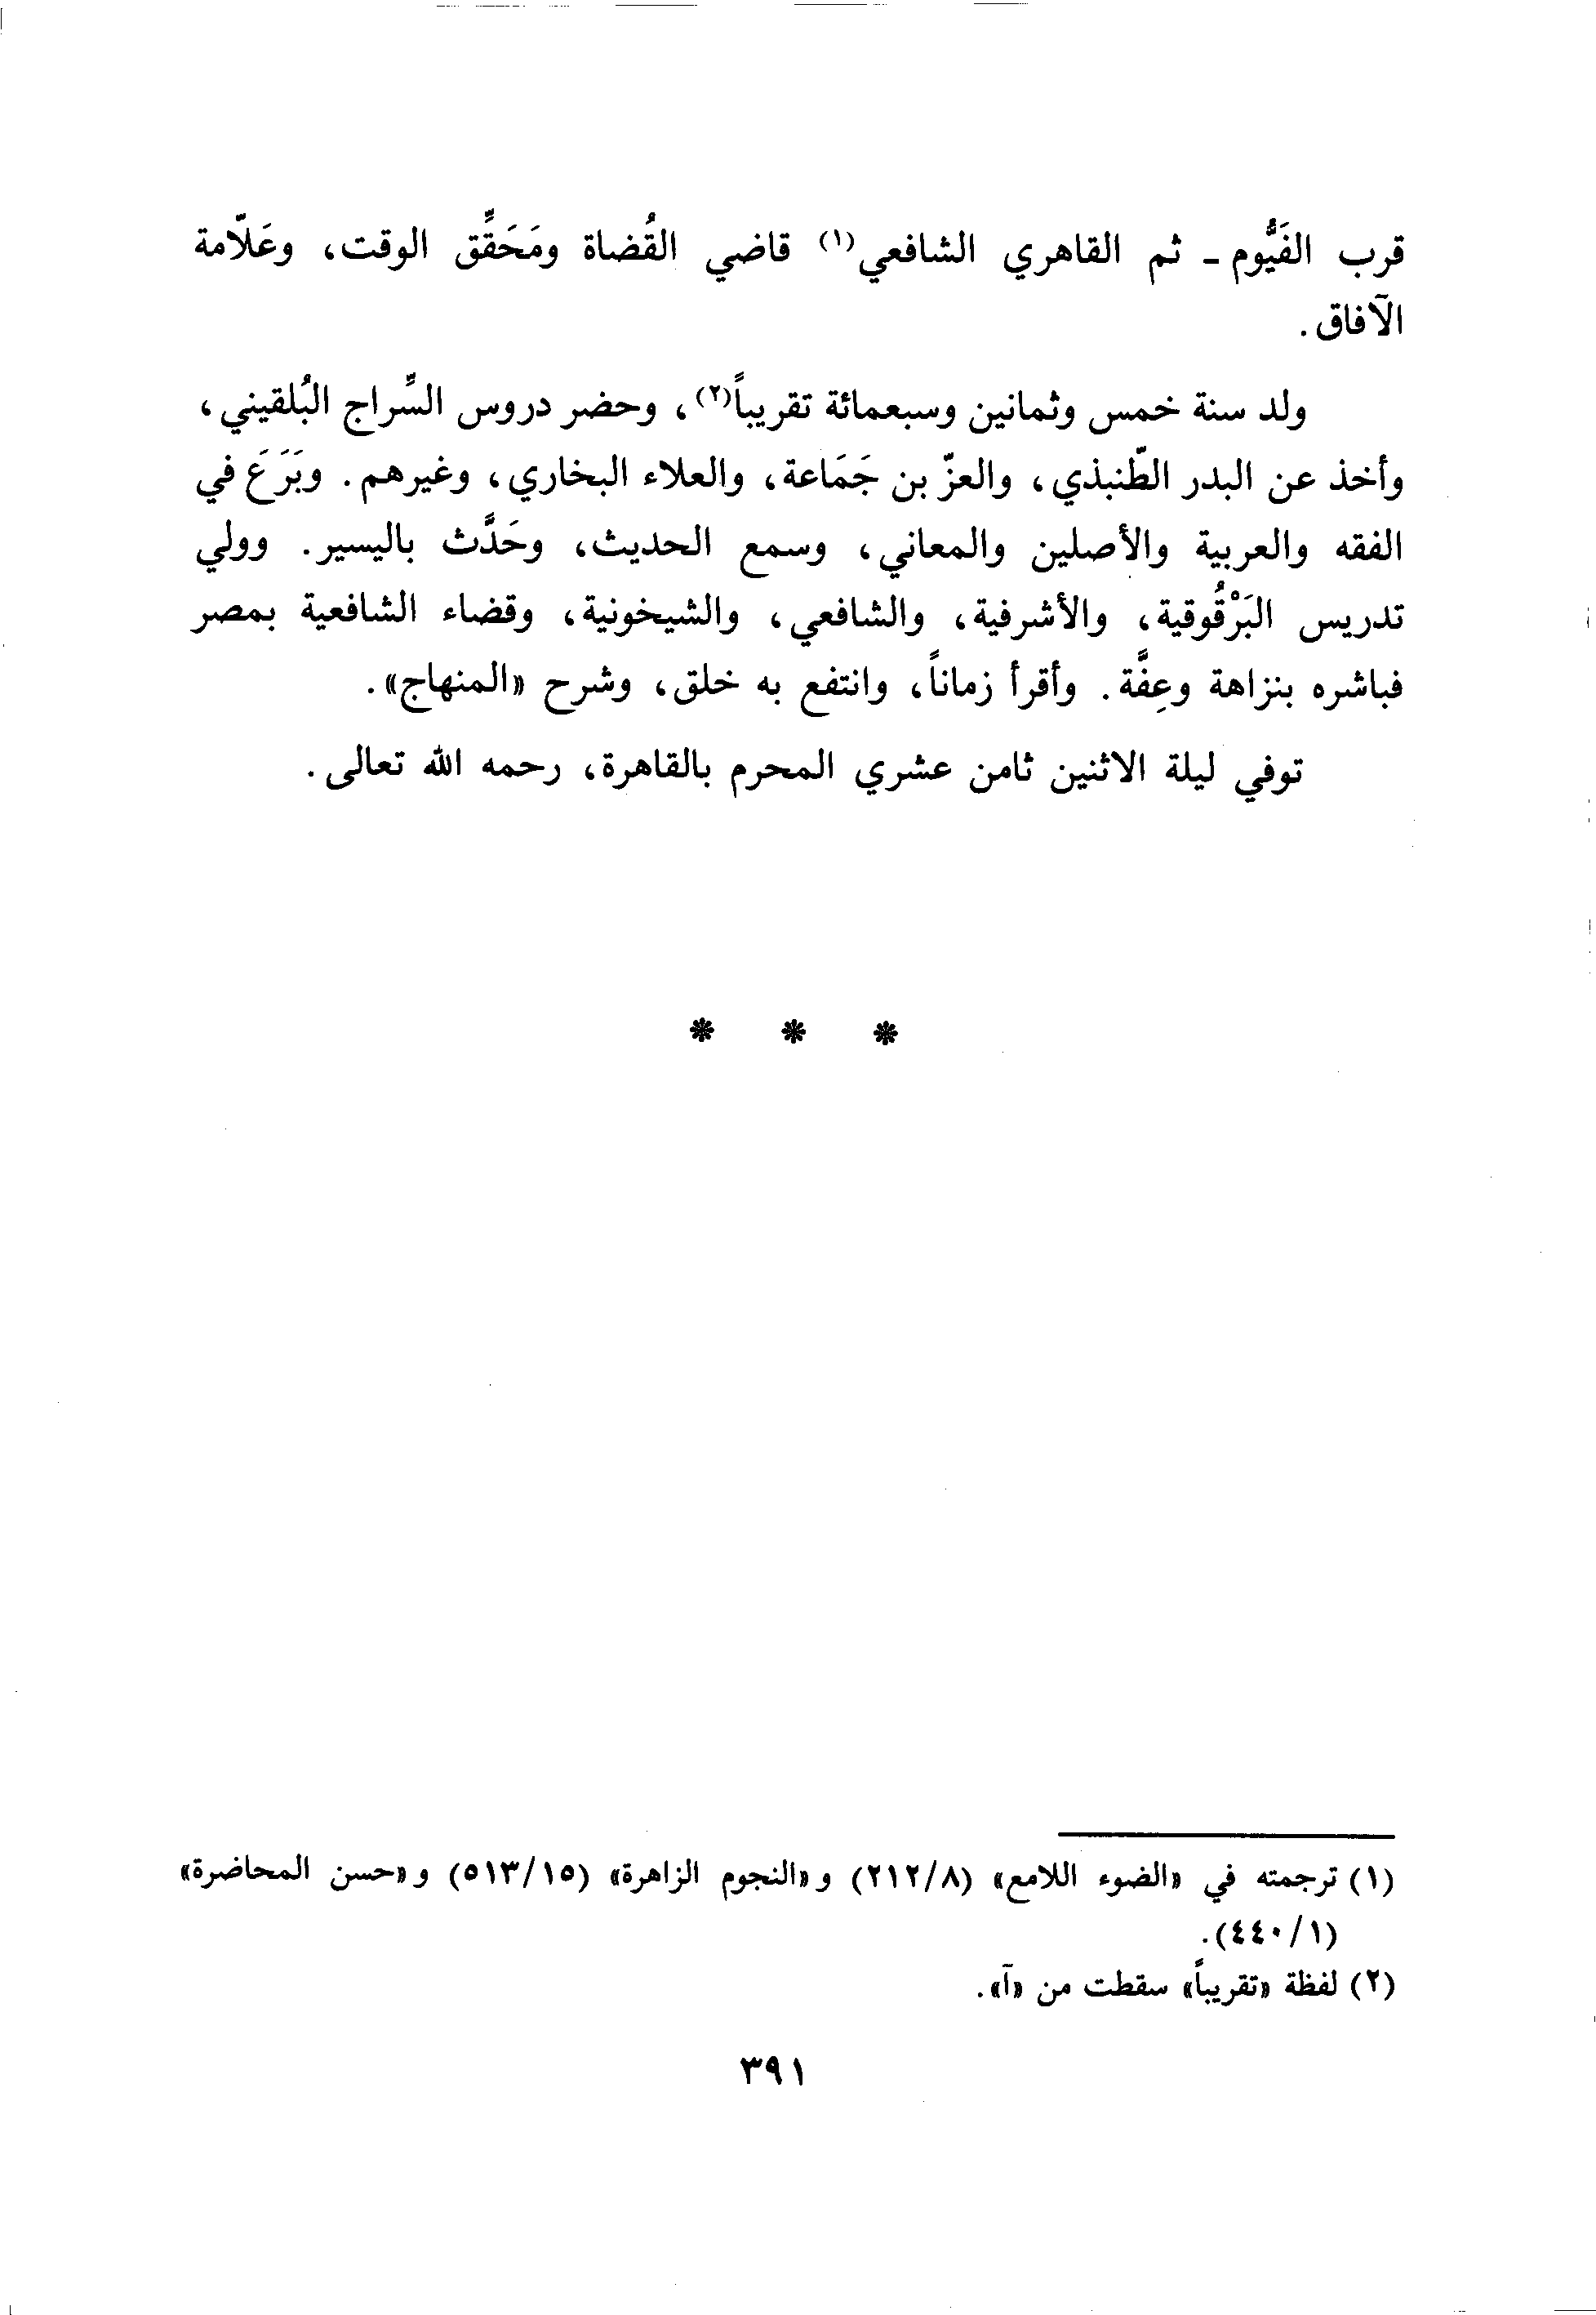 قرب الفَيُّوم - ثم القاهري الشافعي(١) قاضي القُضاة ومَحَقِّق الوقت، وعَلّامة
الآفاق.
ولد سنة خمس وثمانين وسبعمائة تقريباً(٢)، وحضر دروس السِّراج البُلقيني،
وأخذ عن البدر الطّنبذي، والعزّ بن جَمَاعة، والعلاء البخاري، وغيرهم. وبَرَعَ في
الفقه والعربية والأصلين والمعاني، وسمع الحديث، وحَدَّث باليسير. وولي
تدريس البَرْقُوقية، والأشرفية، والشافعي، والشيخونية، وقضاء الشافعية بمصر
فباشره بنزاهة وعِفَّة. وأقرأ زماناً، وانتفع به خلق، وشرح «المنهاج».
توفي ليلة الاثنين ثامن عشري المحرم بالقاهرة، رحمه الله تعالى.
* * *
(١) ترجمته في «الضوء اللامع» (٢١٢/٨) و«النجوم الزاهرة» (٥١٣/١٥) و«حسن المحاضرة»
(٤٤٠/١).
(٢) لفظة «تقريباً» سقطت من «آ».
٣٩١